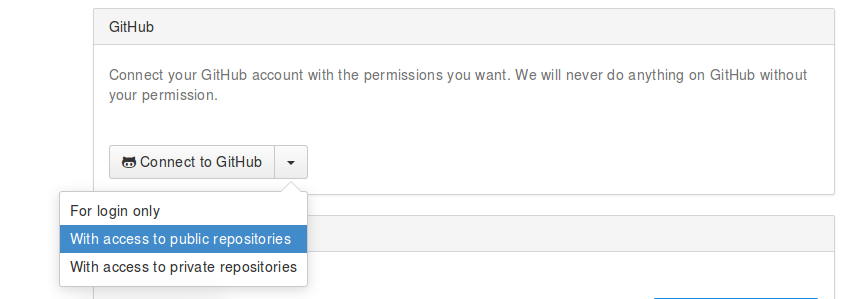 GitHub
Connect your GitHub account with the permissions you want. We will never do anything on GitHub without
your permission.
Connect to GitHub
For login only
With access to public repositories
With access to private repositories